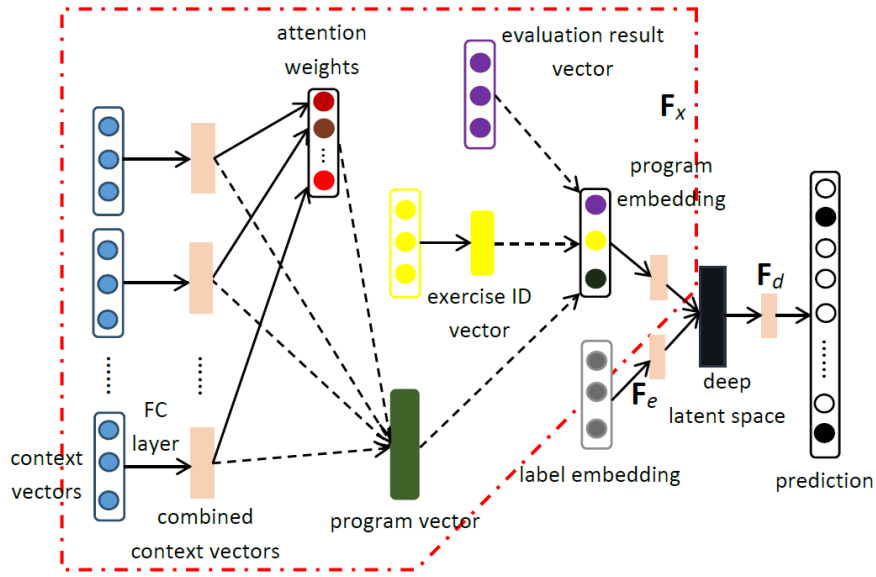 attention
weights
evaluation result
vector
Fx
program
embedding
exercise ID
vector
Fd
FC
layer
Fe
deep
latent space
context
vectors
label embedding
prediction
combined
context vectors
program vector